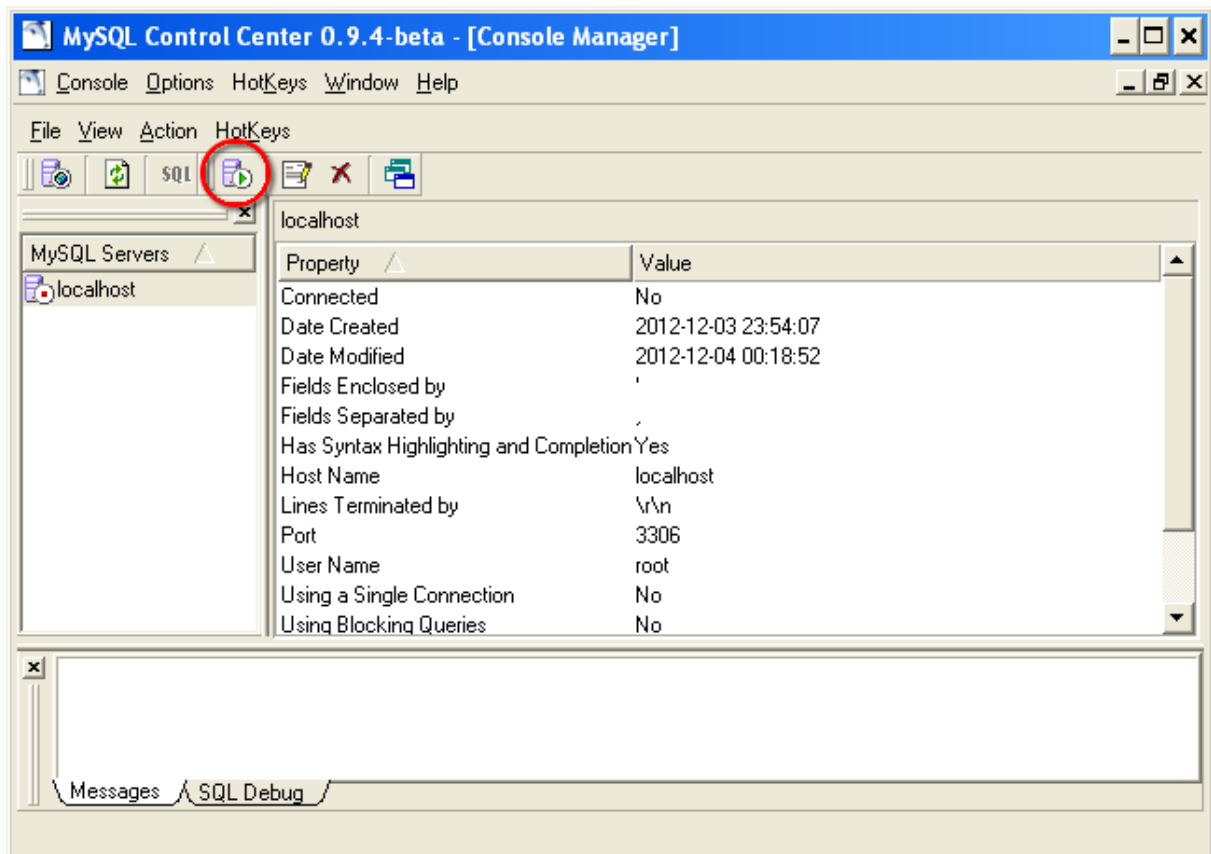 MySQL Control Center 0.9.4-beta - [Console Manager]
Console Options HotKeys Window Help
File View Action HotKeys
SQL
localhost
MySQL Servers
Property Value
localhost
Connected No
Date Created 2012-12-03 23:54:07
Date Modified 2012-12-04 00:18:52
Fields Enclosed by '
Fields Separated by ,
Has Syntax Highlighting and Completion Yes
Host Name localhost
Lines Terminated by \r\n
Port 3306
User Name root
Using a Single Connection No
Using Blocking Queries No
Messages SQL Debug